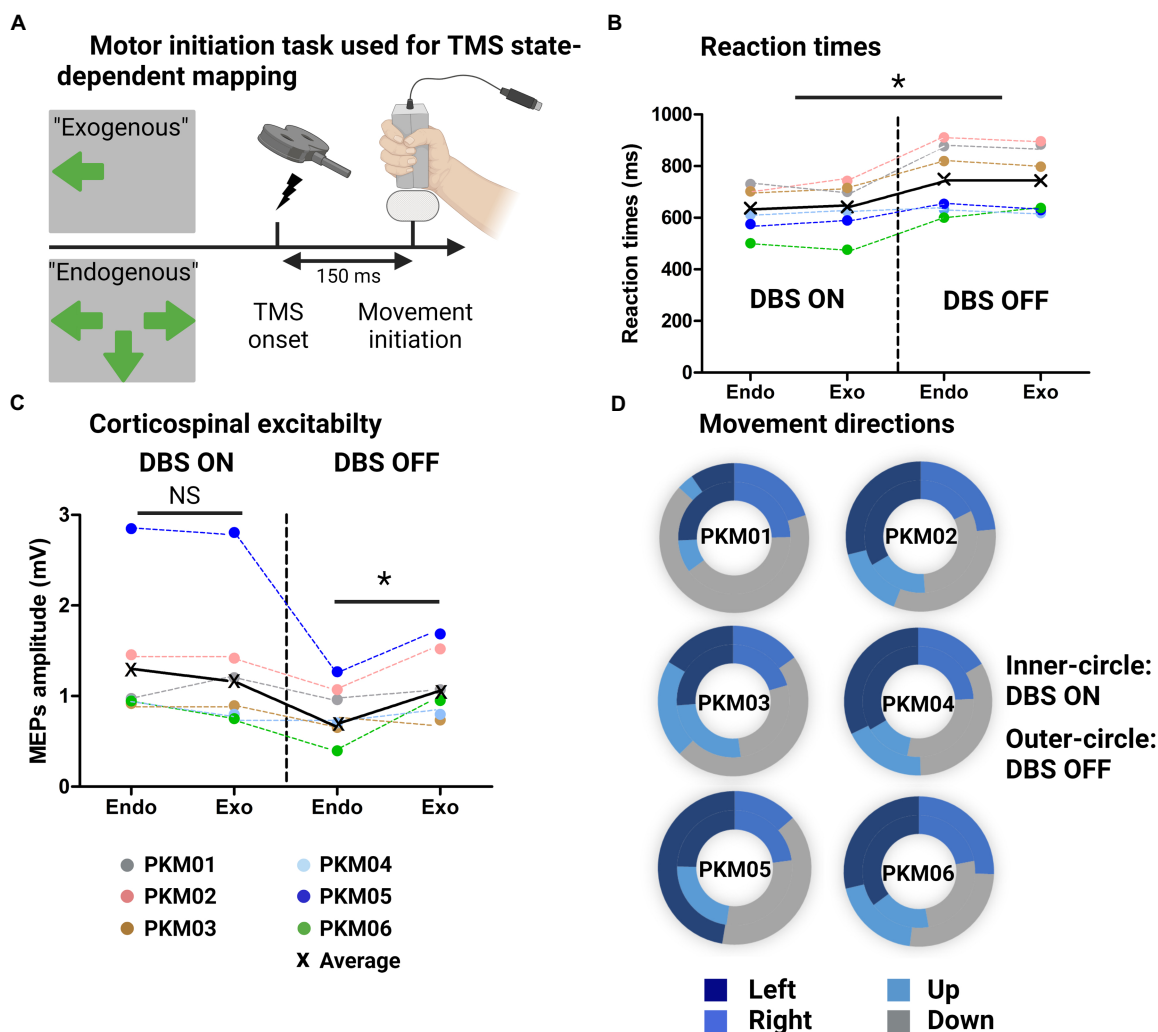 A
Motor initiation task used for TMS state-
dependent mapping
"Exogenous"
"Endogenous"
150 ms
TMS
onset
Movement
initiation
B
Reaction times
*
Reaction times (ms)
1000
800
600
400
200
0
DBS ON
DBS OFF
Endo
Exo
Endo
Exo
C
Corticospinal excitabilty
DBS ON
DBS OFF
NS
*
MEPs amplitude (mV)
3
2
1
0
Endo
Exo
Endo
Exo
PKM01
PKM02
PKM03
PKM04
PKM05
PKM06
x Average
D
Movement directions
PKM01
PKM02
PKM03
PKM04
PKM05
PKM06
Inner-circle:
DBS ON
Outer-circle:
DBS OFF
Left
Right
Up
Down